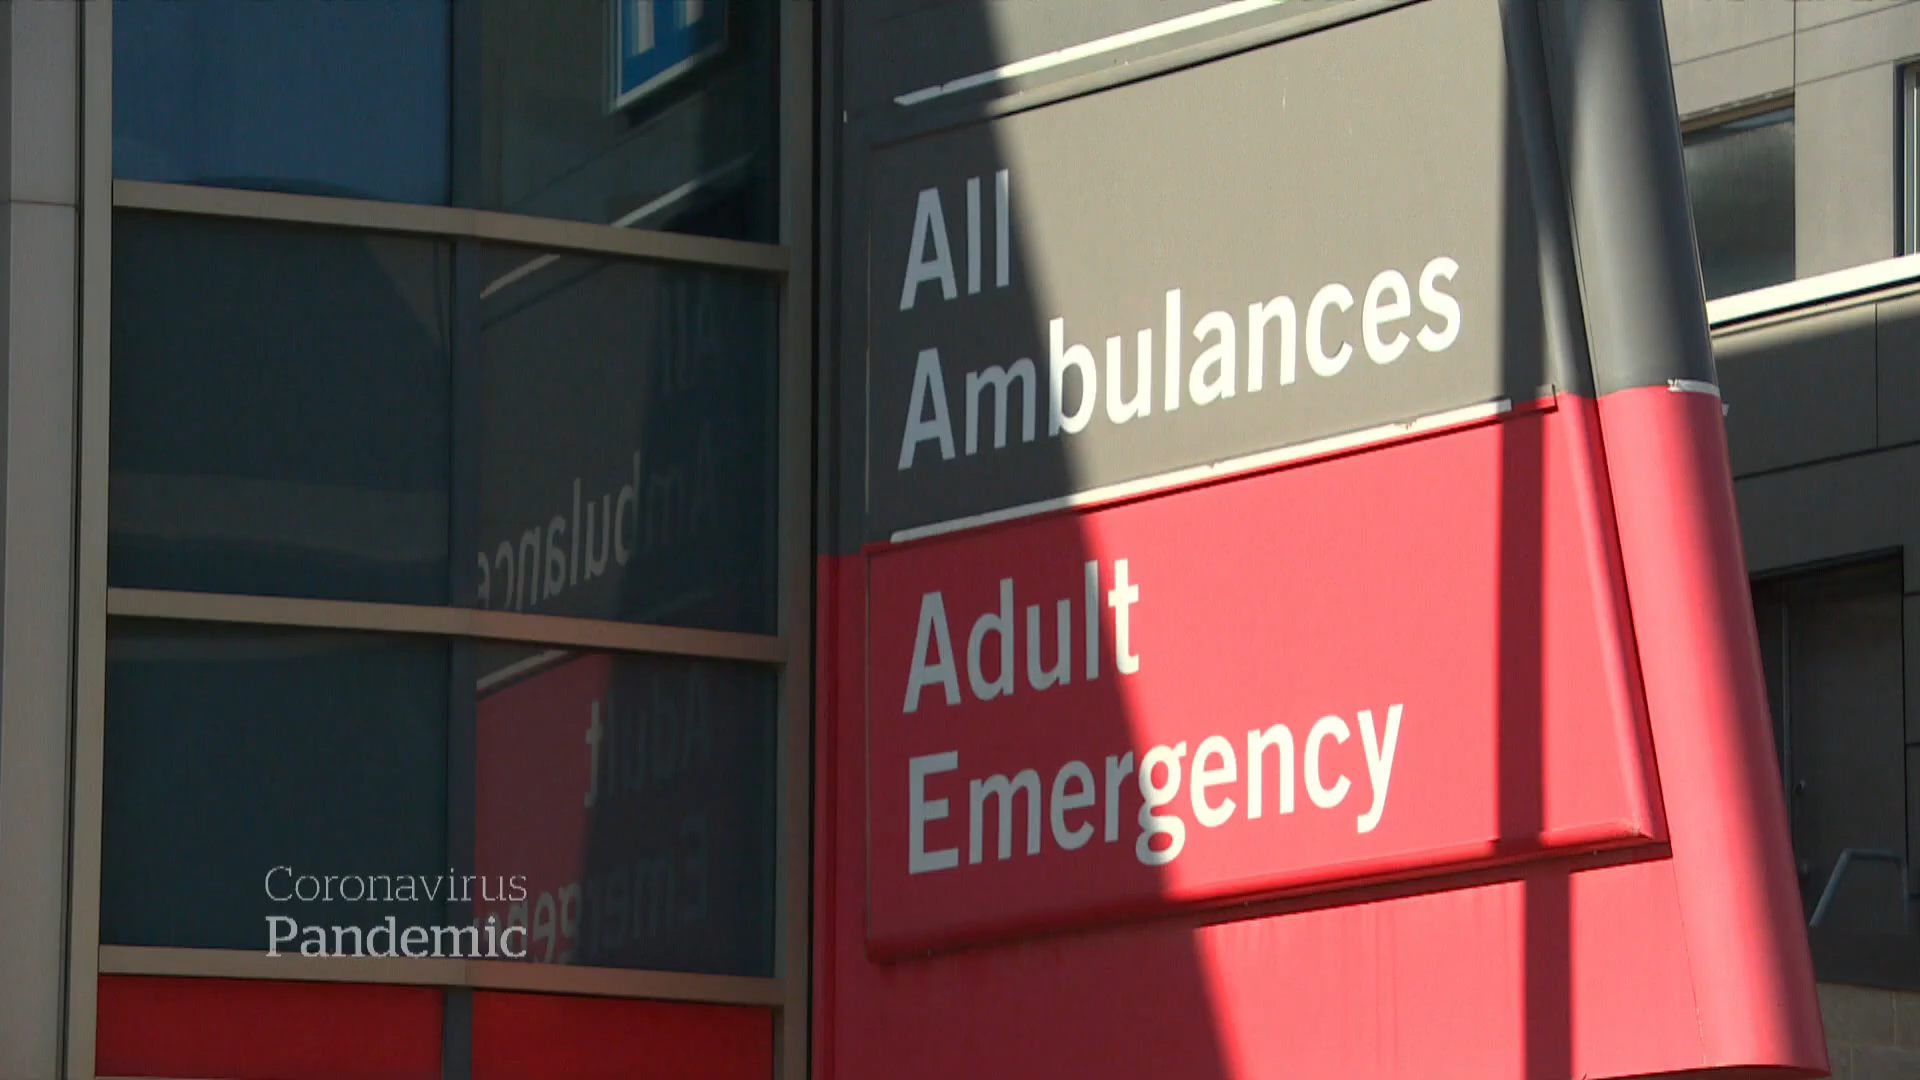 All
Ambulances
Adult
Emergency
Coronavirus
Pandemic